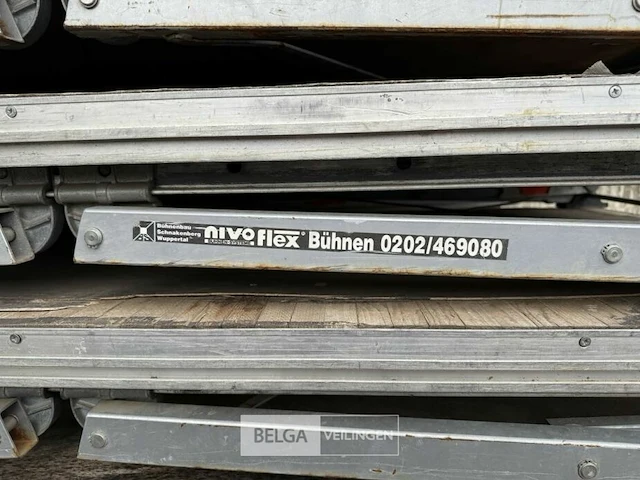 Bühnenbau
Schnakenberg
Wuppertal
nivoflex® Bühnen 0202/469080
BÜHNEN-SYSTEME
BELGA VEILINGEN